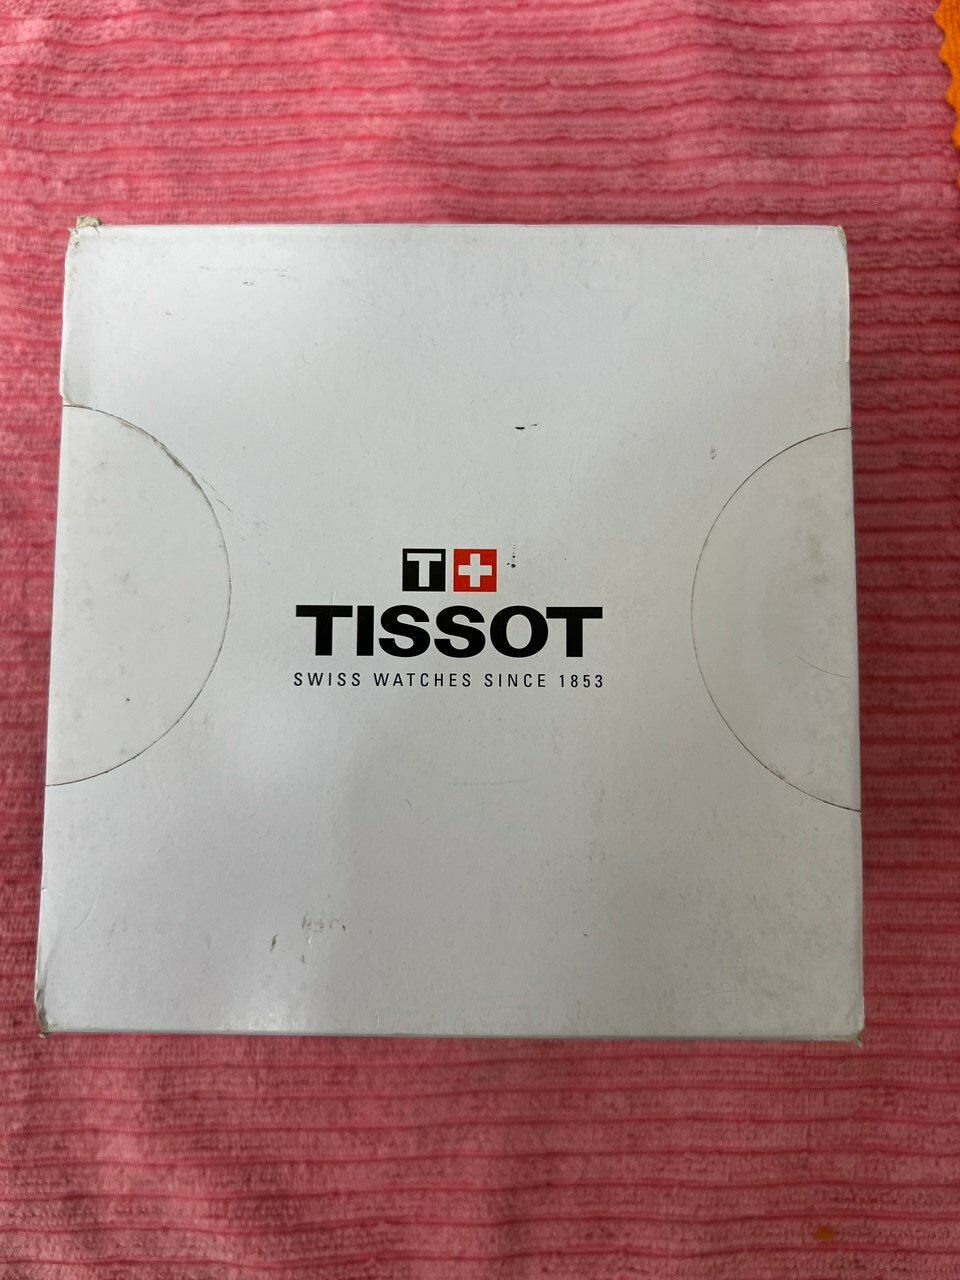 T+
TISSOT
SWISS WATCHES SINCE 1853